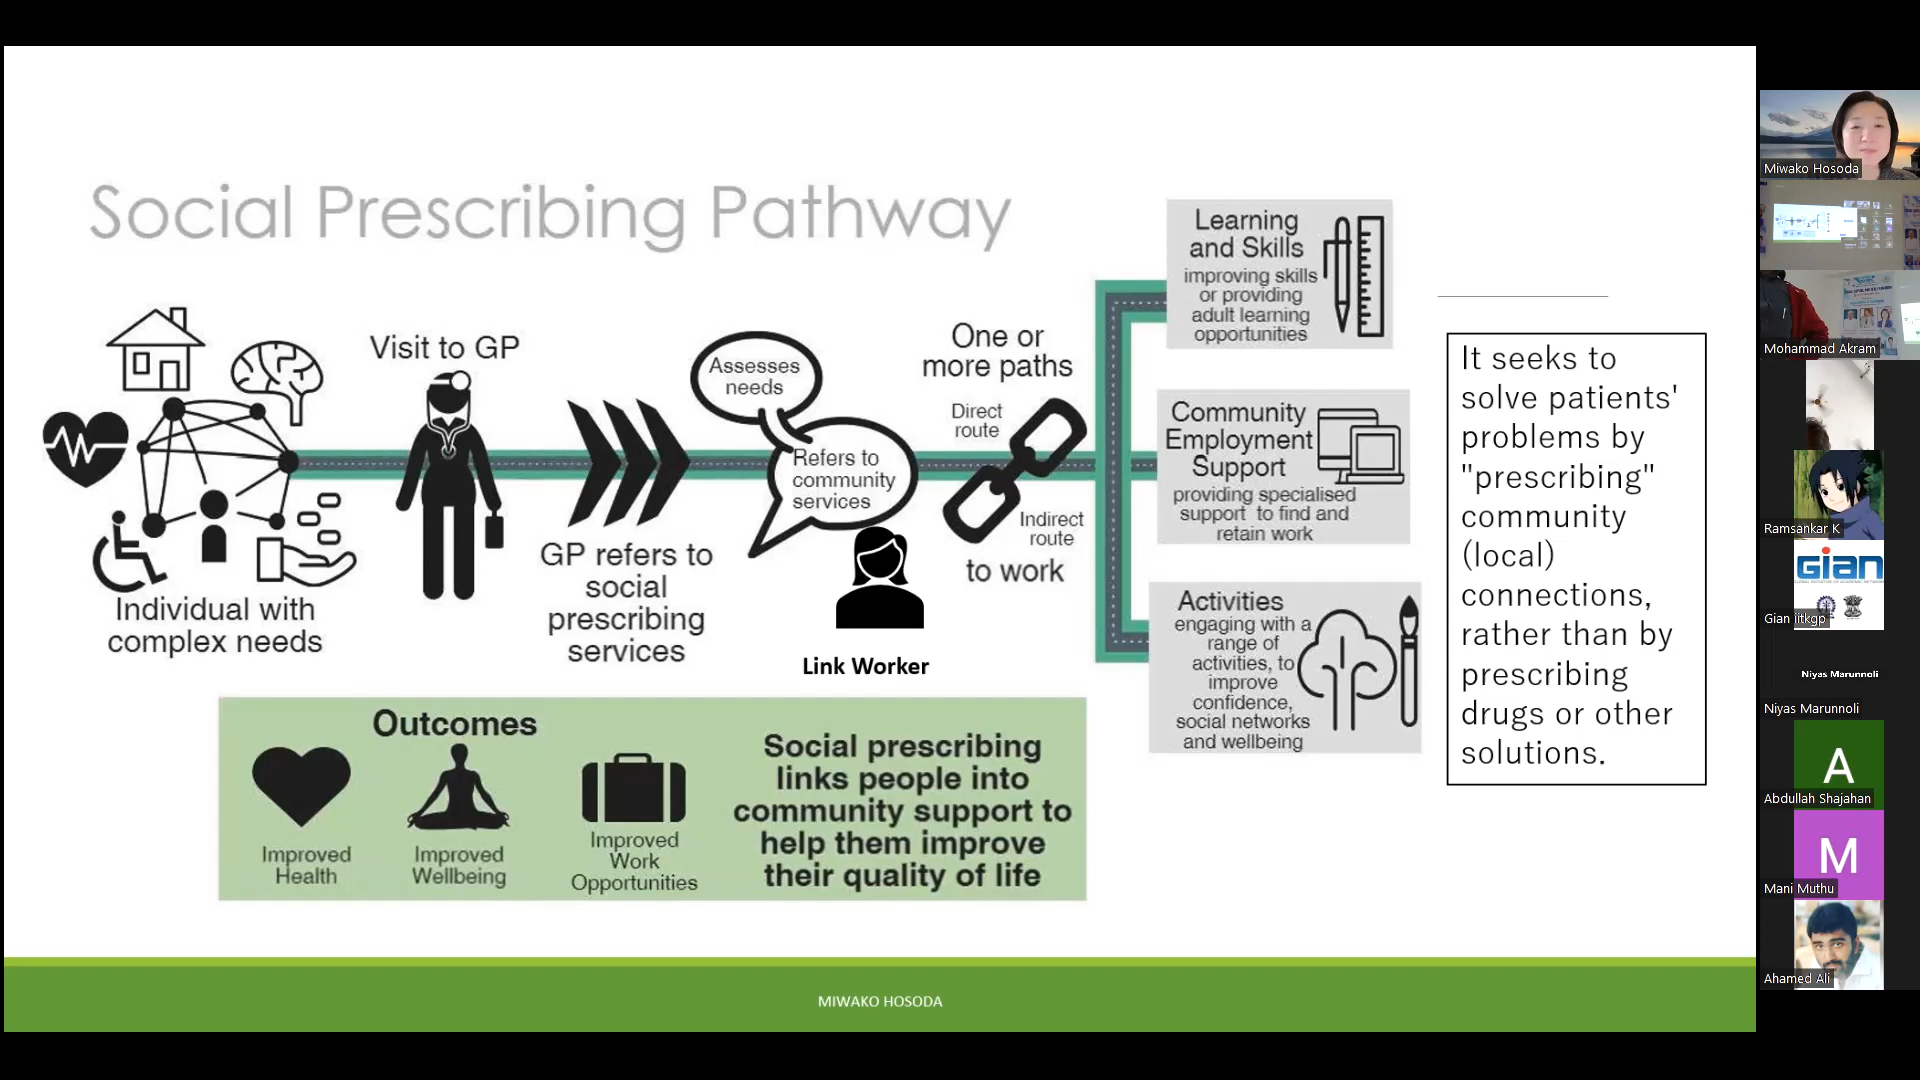 Social Prescribing Pathway
Individual with
complex needs
Visit to GP
GP refers to
social
prescribing
services
Assesses
needs
Refers to
community
services
Link Worker
One or
more paths
Direct
route
Indirect
route
to work
Learning
and Skills
improving skills
or providing
adult learning
opportunities
Community
Employment
Support
providing specialised
support to find and
retain work
Activities
engaging with a
range of
activities, to
improve
confidence,
social networks
and wellbeing
It seeks to
solve patients'
problems by
"prescribing"
community
(local)
connections,
rather than by
prescribing
drugs or other
solutions.
Outcomes
Improved
Health
Improved
Wellbeing
Improved
Work
Opportunities
Social prescribing
links people into
community support to
help them improve
their quality of life
MIWAKO HOSODA
Miwako Hosoda
Mohammad Akram
Ramsankar K
Gian
Gian iitkgp
Niyas Marunnoli
Niyas Marunnoli
A
Abdullah Shajahan
M
Mani Muthu
Ahamed Ali